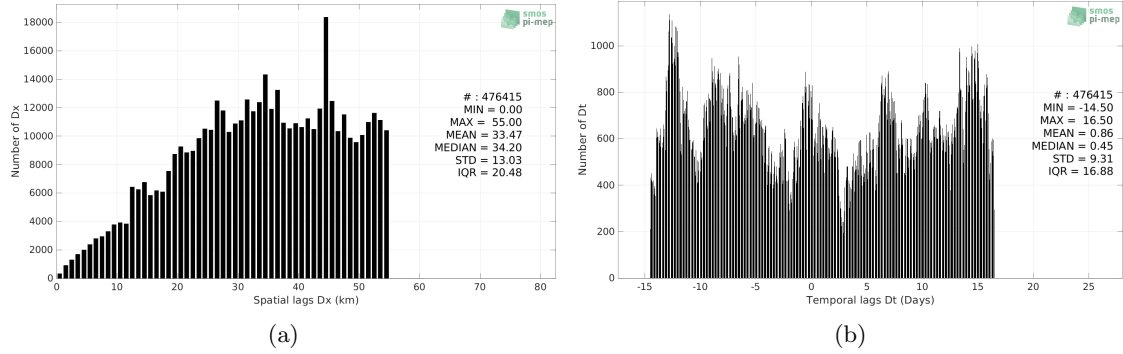 18000
16000
14000
12000
10000
8000
6000
4000
2000
0
Number of Dx
0 10 20 30 40 50 60 70 80
Spatial lags Dx (km)
smos
pi-mep
# : 476415
MIN = 0.00
MAX = 55.00
MEAN = 33.47
MEDIAN = 34.20
STD = 13.03
IQR = 20.48
(a)
1000
800
600
400
200
0
Number of Dt
-15 -10 -5 0 5 10 15 20 25
Temporal lags Dt (Days)
smos
pi-mep
# : 476415
MIN = -14.50
MAX = 16.50
MEAN = 0.86
MEDIAN = 0.45
STD = 9.31
IQR = 16.88
(b)